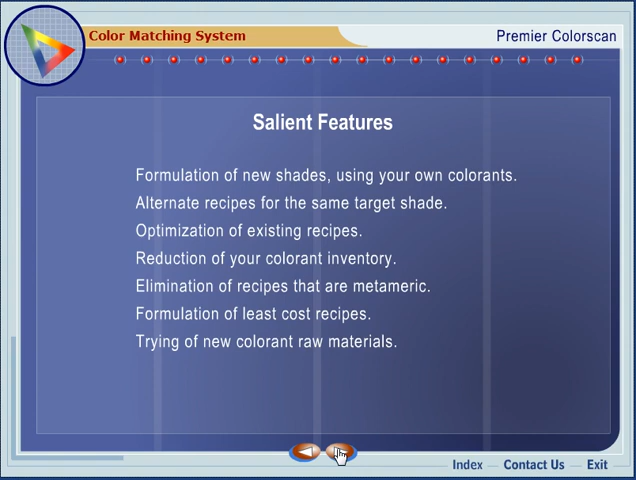 Color Matching System
Premier Colorscan
Salient Features
Formulation of new shades, using your own colorants.
Alternate recipes for the same target shade.
Optimization of existing recipes.
Reduction of your colorant inventory.
Elimination of recipes that are metameric.
Formulation of least cost recipes.
Trying of new colorant raw materials.
Index — Contact Us — Exit